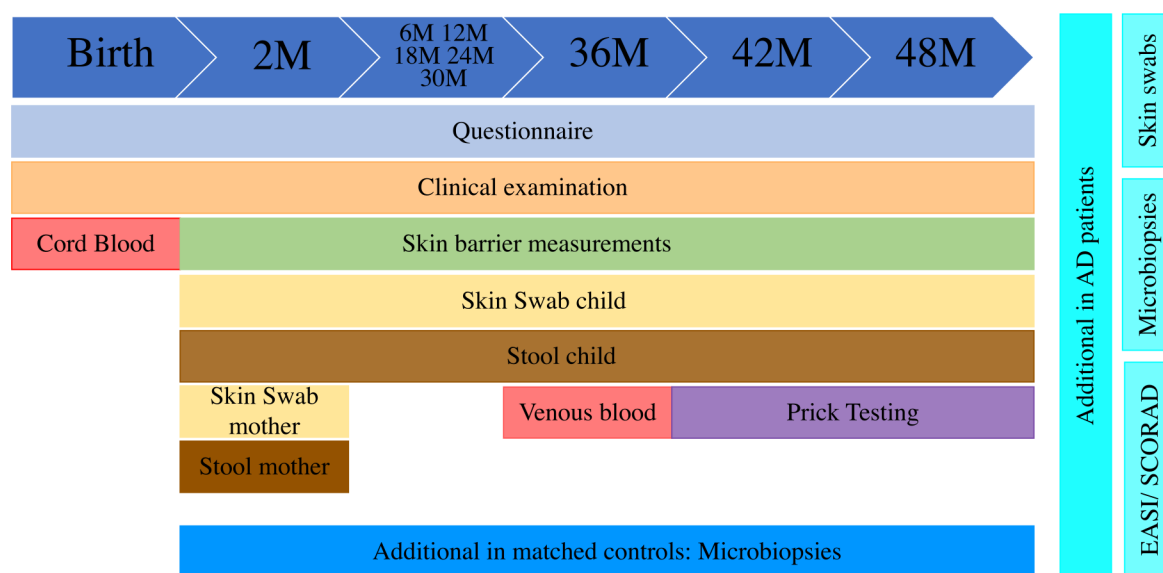 Birth
2M
6M 12M
18M 24M
30M
36M
42M
48M
Questionnaire
Clinical examination
Cord Blood
Skin barrier measurements
Skin Swab child
Stool child
Skin Swab
mother
Venous blood
Prick Testing
Stool mother
Additional in matched controls: Microbiopsies
Additional in AD patients
Skin swabs
Microbiopsies
EASI/ SCORAD